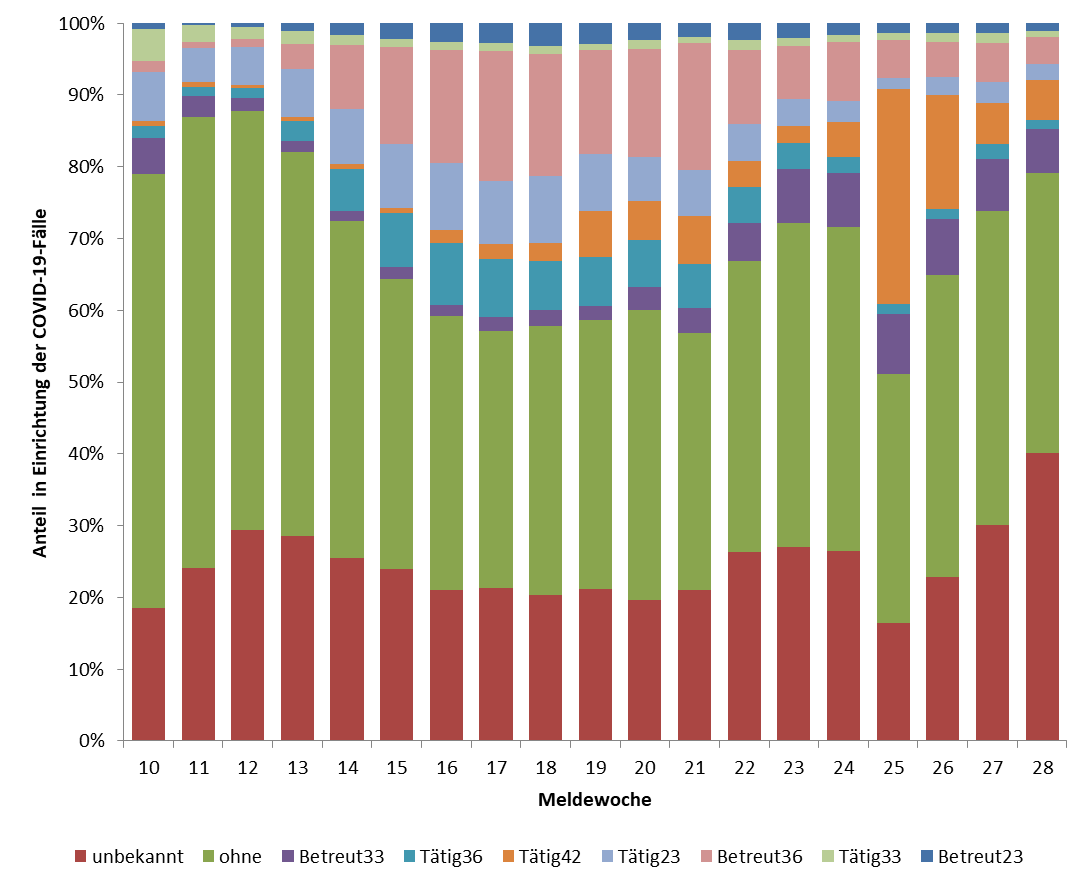 Anteil in Einrichtung der COVID-19-Fälle
100%
90%
80%
70%
60%
50%
40%
30%
20%
10%
0%
10 11 12 13 14 15 16 17 18 19 20 21 22 23 24 25 26 27 28
Meldewoche
unbekannt ohne Betreut33 Tätig36 Tätig42 Tätig23 Betreut36 Tätig33 Betreut23